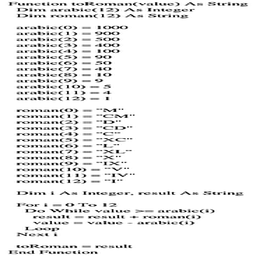 Function toRoman(value) As String
Dim arabic(12) As Integer
Dim roman(12) As String
arabic(0) = 1000
arabic(1) = 900
arabic(2) = 500
arabic(3) = 400
arabic(4) = 100
arabic(5) = 90
arabic(6) = 50
arabic(7) = 40
arabic(8) = 10
arabic(9) = 9
arabic(10) = 5
arabic(11) = 4
arabic(12) = 1
roman(0) = "M"
roman(1) = "CM"
roman(2) = "D"
roman(3) = "CD"
roman(4) = "C"
roman(5) = "XC"
roman(6) = "L"
roman(7) = "XL"
roman(8) = "X"
roman(9) = "IX"
roman(10) = "V"
roman(11) = "IV"
roman(12) = "I"
Dim i As Integer, result As String
For i = 0 To 12
Do While value >= arabic(i)
result = result + roman(i)
value = value - arabic(i)
Loop
Next i
toRoman = result
End Function